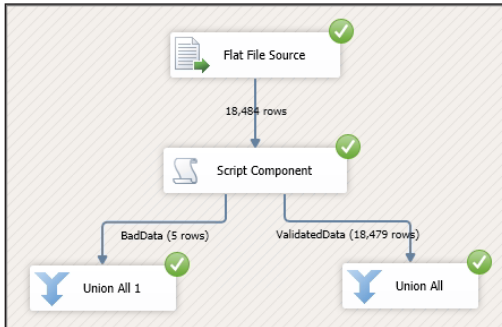 Flat File Source
18,484 rows
Script Component
BadData (5 rows)
ValidatedData (18,479 rows)
Union All 1
Union All